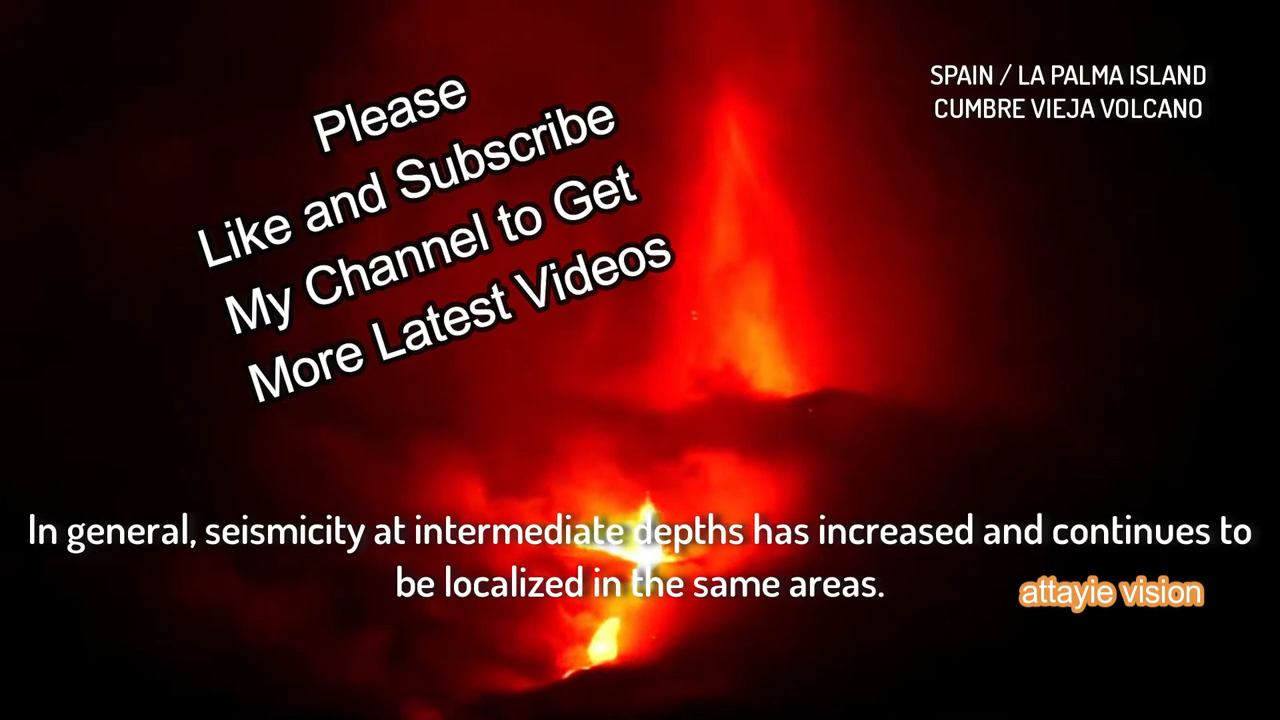 SPAIN / LA PALMA ISLAND
CUMBRE VIEJA VOLCANO
Please
Like and Subscribe
My Channel to Get
More Latest Videos
In general, seismicity at intermediate depths has increased and continues to
be localized in the same areas.
attayie vision